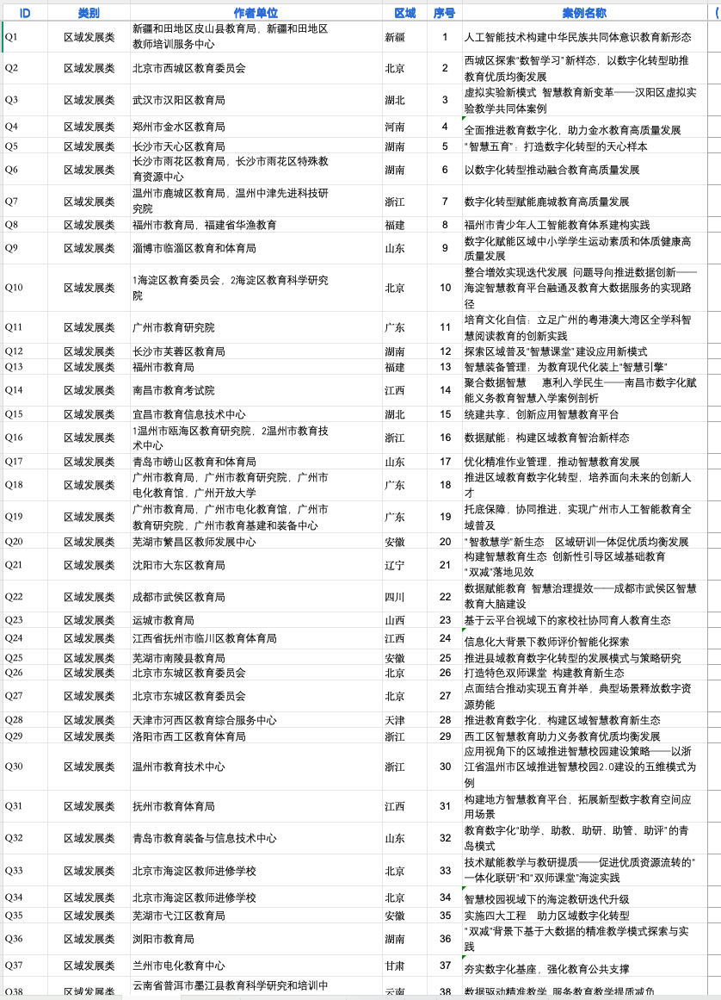 ID 类别 作者单位 区域 序号 案例名称 (
Q1 区域发展类 新疆和田地区皮山县教育局，新疆和田地区
教师培训服务中心 新疆 1 人工智能技术构建中华民族共同体意识教育新形态
Q2 区域发展类 北京市西城区教育委员会 北京 2 西城区探索“数智学习”新样态，以数字化转型助推
教育优质均衡发展
Q3 区域发展类 武汉市汉阳区教育局 湖北 3 虚拟实验新模式 智慧教育新变革——汉阳区虚拟实
验教学共同体案例
Q4 区域发展类 郑州市金水区教育局 河南 4 全面推进教育数字化，助力金水教育高质量发展
Q5 区域发展类 长沙市天心区教育局 湖南 5 “智慧五育”：打造数字化转型的天心样本
Q6 区域发展类 长沙市雨花区教育局，长沙市雨花区特殊教
育资源中心 湖南 6 以数字化转型推动融合教育高质量发展
Q7 区域发展类 温州市鹿城区教育局，温州中津先进科技研
究院 浙江 7 数字化转型赋能鹿城教育高质量发展
Q8 区域发展类 福州市教育局，福建省华渔教育 福建 8 福州市青少年人工智能教育体系建构实践
Q9 区域发展类 淄博市临淄区教育和体育局 山东 9 数字化赋能区域中小学学生运动素质和体质健康高
质量发展
Q10 区域发展类 1海淀区教育委员会，2海淀区教育科学研究
院 北京 10 整合增效实现迭代发展 问题导向推进数据创新——
海淀智慧教育平台融通及教育大数据服务的实现路
径
Q11 区域发展类 广州市教育研究院 广东 11 培育文化自信：立足广州的粤港澳大湾区全学科智
慧阅读教育的创新实践
Q12 区域发展类 长沙市芙蓉区教育局 湖南 12 探索区域普及“智慧课堂”建设应用新模式
Q13 区域发展类 福州市教育局 福建 13 智慧装备管理：为教育现代化装上“智慧引擎”
Q14 区域发展类 南昌市教育考试院 江西 14 聚合数据智慧 惠利入学民生——南昌市数字化赋
能义务教育智慧入学案例剖析
Q15 区域发展类 宜昌市教育信息技术中心 湖北 15 统建共享、创新应用智慧教育平台
Q16 区域发展类 1温州市瓯海区教育研究院，2温州市教育技
术中心 浙江 16 数据赋能：构建区域教育智治新样态
Q17 区域发展类 青岛市崂山区教育和体育局 山东 17 优化精准作业管理，推动智慧教育发展
Q18 区域发展类 广州市教育局，广州市教育研究院，广州市
电化教育馆，广州开放大学 广东 18 推进区域教育数字化转型，培养面向未来的创新人
才
Q19 区域发展类 广州市教育局，广州市电化教育馆，广州市
教育研究院，广州市教育基建和装备中心 广东 19 托底保障，协同推进，实现广州市人工智能教育全
域普及
Q20 区域发展类 芜湖市繁昌区教师发展中心 安徽 20 “智教慧学”新生态 区域研训一体促优质均衡发展
Q21 区域发展类 沈阳市大东区教育局 辽宁 21 构建智慧教育生态 创新性引导区域基础教育
“双减”落地见效
Q22 区域发展类 成都市武侯区教育局 四川 22 数据赋能教育 智慧治理提效——成都市武侯区智慧
教育大脑建设
Q23 区域发展类 运城市教育局 山西 23 基于云平台视域下的家校社协同育人教育生态
Q24 区域发展类 江西省抚州市临川区教育体育局 江西 24 信息化大背景下教师评价智能化探索
Q25 区域发展类 芜湖市南陵县教育局 安徽 25 推进县域教育数字化转型的发展模式与策略研究
Q26 区域发展类 北京市东城区教育委员会 北京 26 打造特色双师课堂 构建教育新生态
Q27 区域发展类 北京市东城区教育委员会 北京 27 点面结合推动实现五育并举，典型场景释放数字资
源势能
Q28 区域发展类 天津市河西区教育综合服务中心 天津 28 推进教育数字化，构建区域智慧教育新生态
Q29 区域发展类 洛阳市西工区教育体育局 浙江 29 西工区智慧教育助力义务教育优质均衡发展
Q30 区域发展类 温州市教育技术中心 浙江 30 应用视角下的区域推进智慧校园建设策略——以浙
江省温州市区域推进智慧校园2.0建设的五维模式为
例
Q31 区域发展类 抚州市教育体育局 江西 31 构建地方智慧教育平台，拓展新型数字教育空间应
用场景
Q32 区域发展类 青岛市教育装备与信息技术中心 山东 32 教育数字化“助学、助教、助研、助管、助评”的青
岛模式
Q33 区域发展类 北京市海淀区教师进修学校 北京 33 技术赋能教学与教研提质——促进优质资源流转的“
一体化联研”和“双师课堂”海淀实践
Q34 区域发展类 北京市海淀区教师进修学校 北京 34 智慧校园视域下的海淀教研迭代升级
Q35 区域发展类 芜湖市弋江区教育局 安徽 35 实施四大工程 助力区域数字化转型
Q36 区域发展类 浏阳市教育局 湖南 36 “双减”背景下基于大数据的精准教学模式探索与实
践
Q37 区域发展类 兰州市电化教育中心 甘肃 37 夯实数字化基座，强化教育公共支撑
Q38 区域发展类 云南省普洱市墨江县教育科学研究和培训中
云南 38 数据驱动精准教学 服务教育教学提质减负